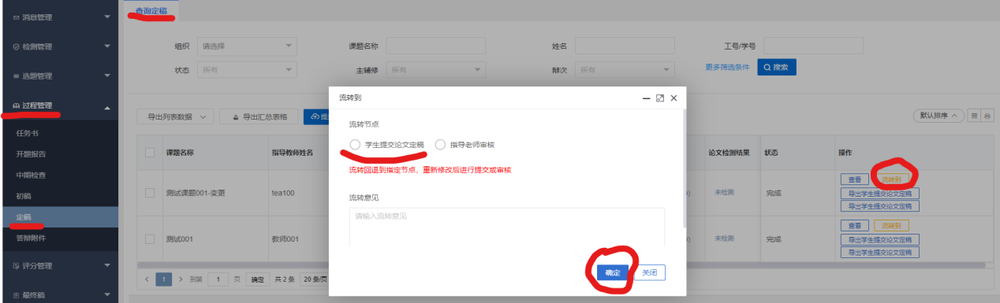 消息管理
检测管理
选题管理
过程管理
任务书
开题报告
中期检查
初稿
定稿
答辩附件
评分管理
最终稿
查询定稿
组织 请选择 课题名称 姓名 工号/学号
状态 所有 主辅修 所有 辩次 所有 更多筛选条件 搜索
导出列表数据 导出汇总表格 默认排序
课题名称 指导教师姓名 论文检测结果 状态 操作
测试课题001-变更 tea100 未检测 完成 查看 流转到
导出学生提交论文定稿
导出学生提交论文定稿
测试001 教师001 未检测 完成 查看 流转到
导出学生提交论文定稿
导出学生提交论文定稿
1 到第 1 页 确定 共 2 条 20 条/页
流转到
流转节点
学生提交论文定稿 指导老师审核
流转回退到指定节点，重新修改后进行提交或审核
流转意见
请输入流转意见
确定 关闭